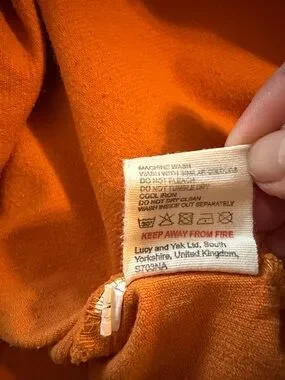 MACHINE WASH
WASH WITH SIMILAR COLOURS
DO NOT BLEACH
DO NOT TUMBLE DRY
COOL IRON
DO NOT DRY CLEAN
WASH INSIDE OUT SEPARATELY
30°
KEEP AWAY FROM FIRE
Lucy and Yak Ltd, South
Yorkshire, United Kingdom,
S703NA